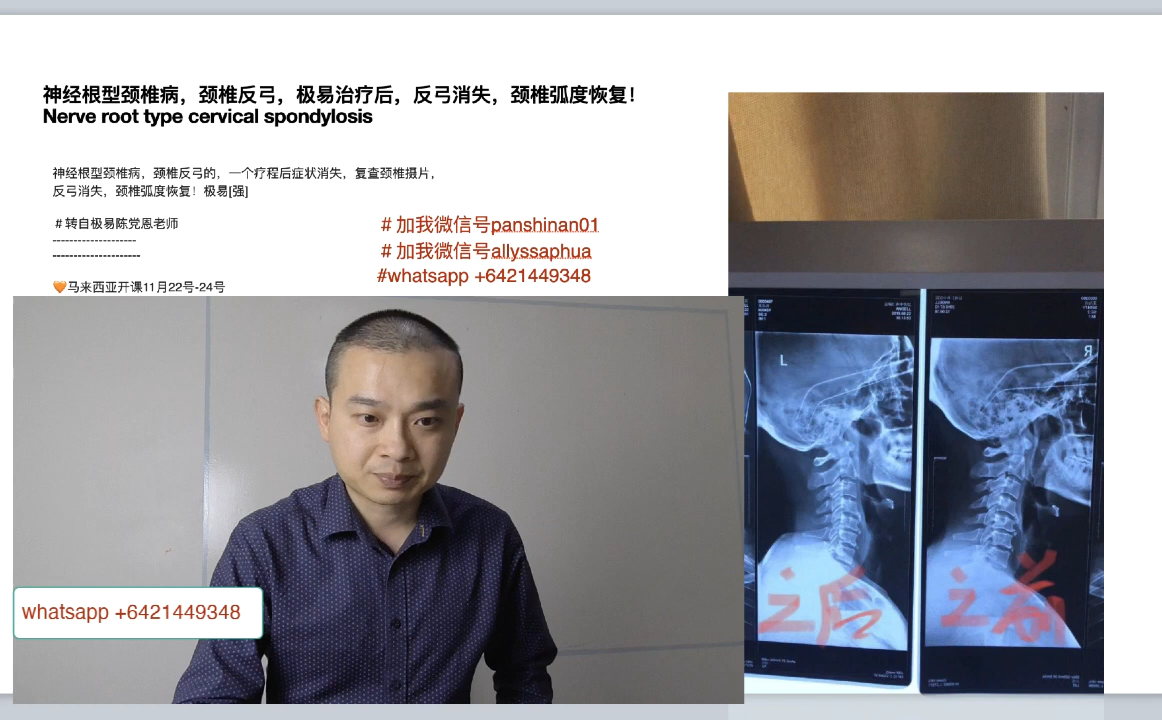 神经根型颈椎病，颈椎反弓，极易治疗后，反弓消失，颈椎弧度恢复！
Nerve root type cervical spondylosis
神经根型颈椎病，颈椎反弓的，一个疗程后症状消失，复查颈椎摄片，
反弓消失，颈椎弧度恢复！极易[强]
＃转自极易陈党恩老师
--------------------
---------------------
🧡马来西亚开课11月22号-24号
＃加我微信号panshinan01
＃加我微信号allyssaphua
#whatsapp +6421449348
whatsapp +6421449348
L
R
之后
之前